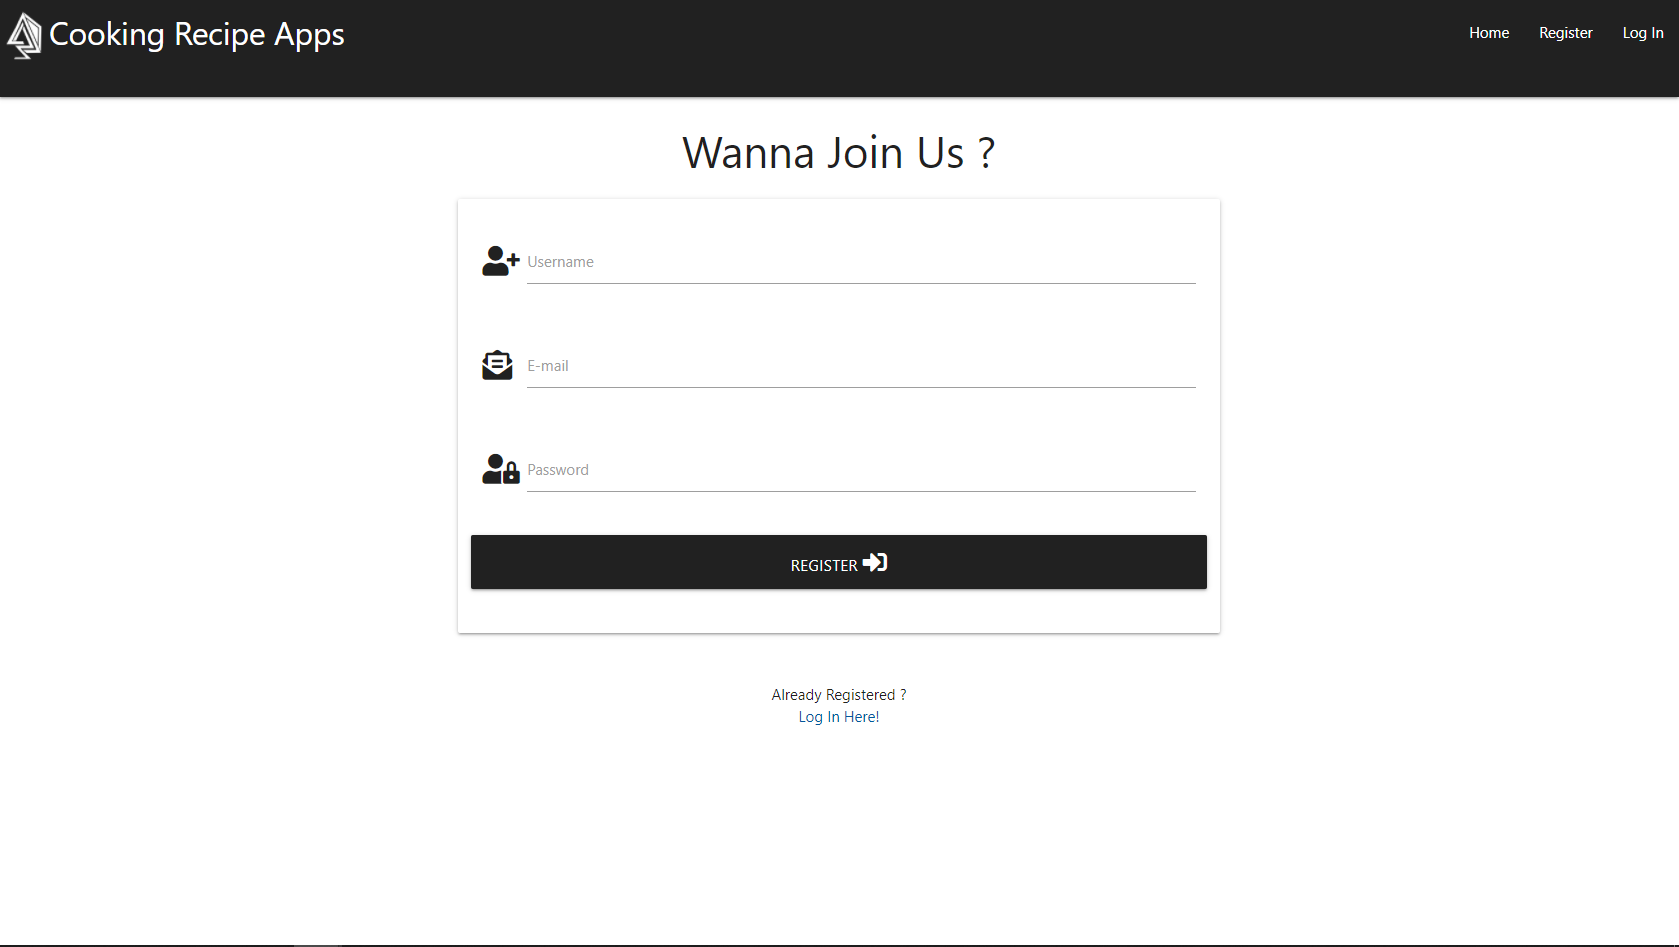 Cooking Recipe Apps
Home Register Log In
Wanna Join Us ?
Username
E-mail
Password
REGISTER
Already Registered ?
Log In Here!